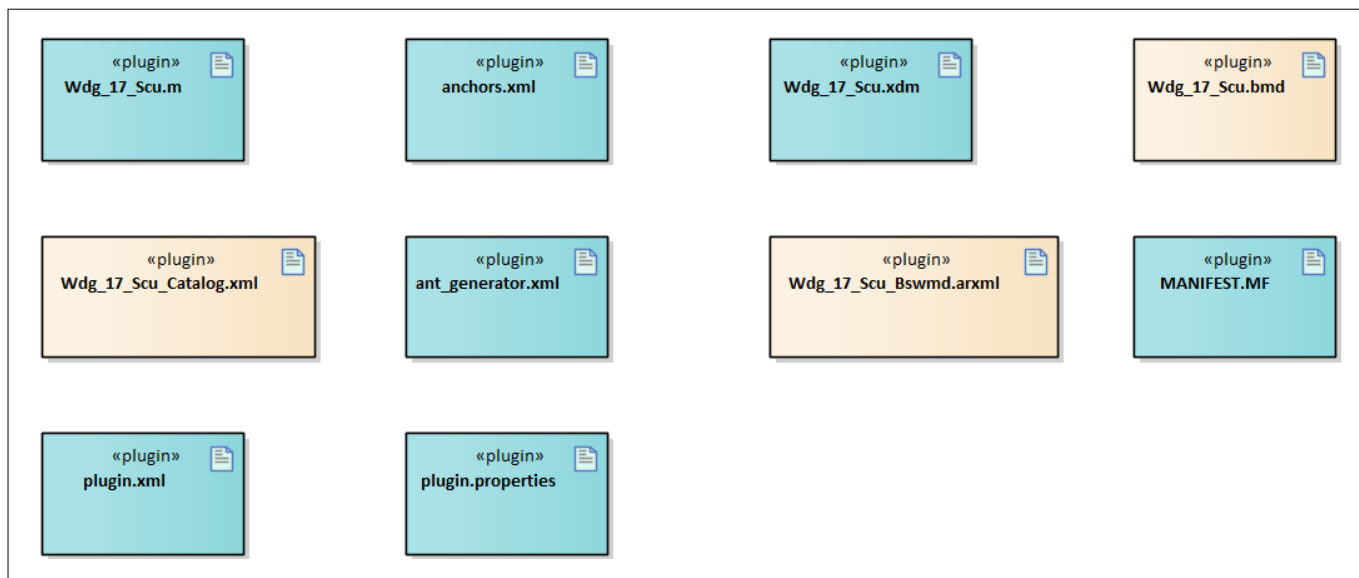 «plugin»
Wdg_17_Scu.m
«plugin»
anchors.xml
«plugin»
Wdg_17_Scu.xdm
«plugin»
Wdg_17_Scu.bmd
«plugin»
Wdg_17_Scu_Catalog.xml
«plugin»
ant_generator.xml
«plugin»
Wdg_17_Scu_Bswmd.arxml
«plugin»
MANIFEST.MF
«plugin»
plugin.xml
«plugin»
plugin.properties